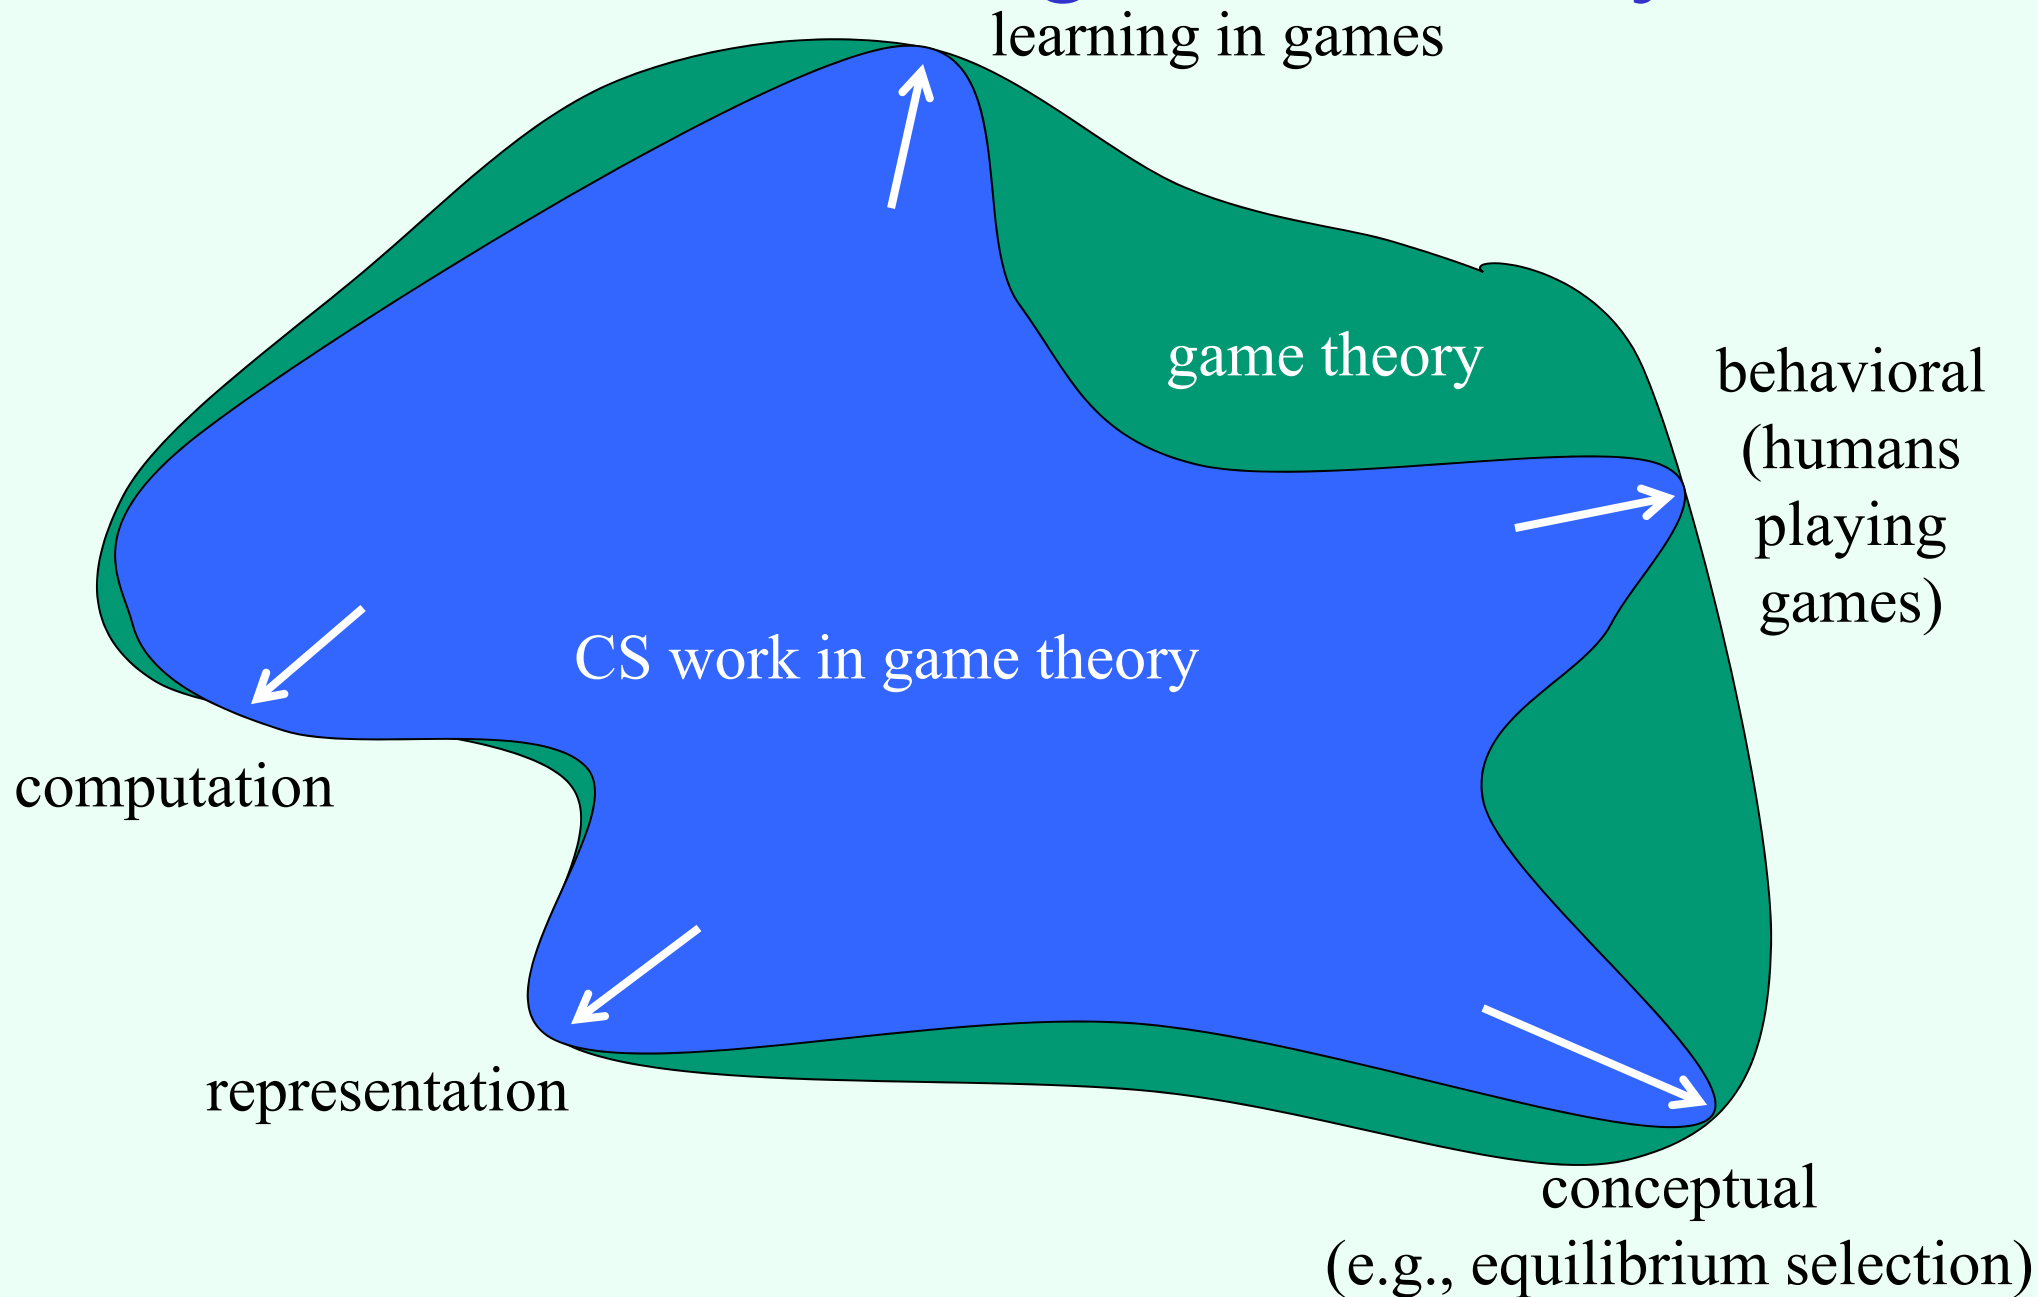 learning in games
game theory
behavioral
(humans
playing
games)
CS work in game theory
computation
representation
conceptual
(e.g., equilibrium selection)